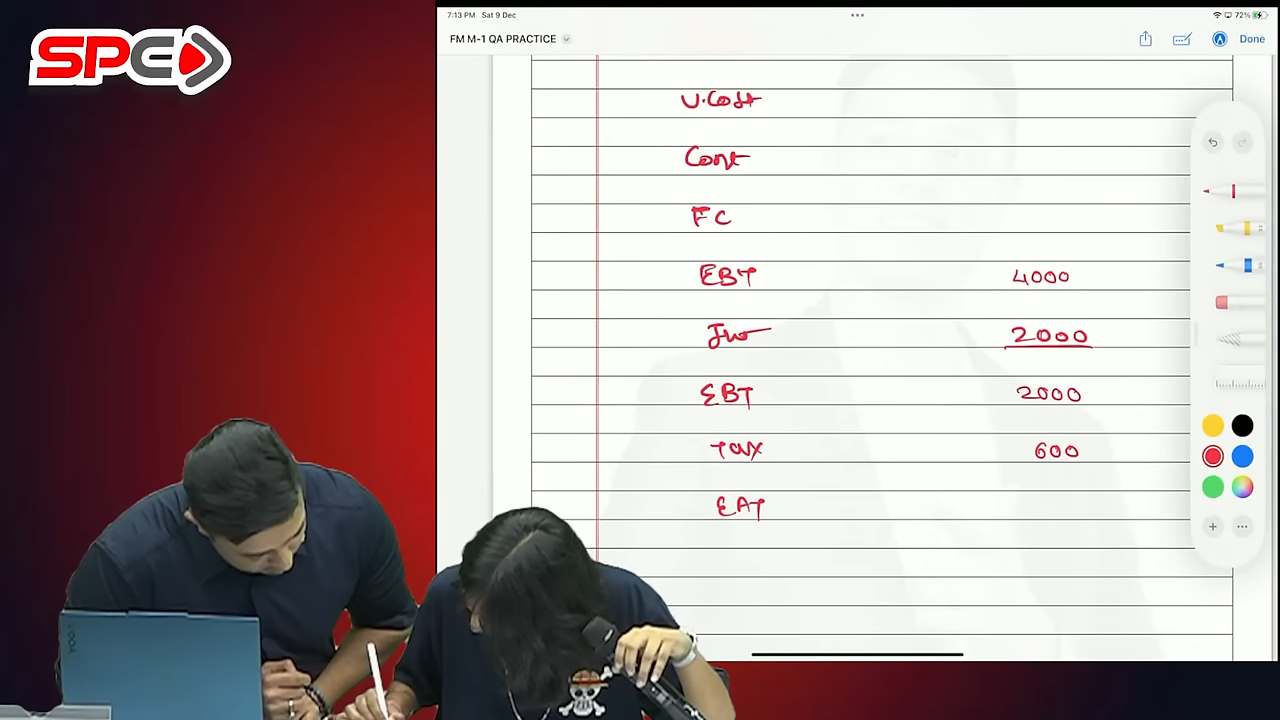 SPC
7:13 PM Sat 9 Dec
72%
FM M-1 QA PRACTICE
Done
V.Cost
Cont
FC
EBT 4000
Int 2000
EBT 2000
Tax 600
EAT